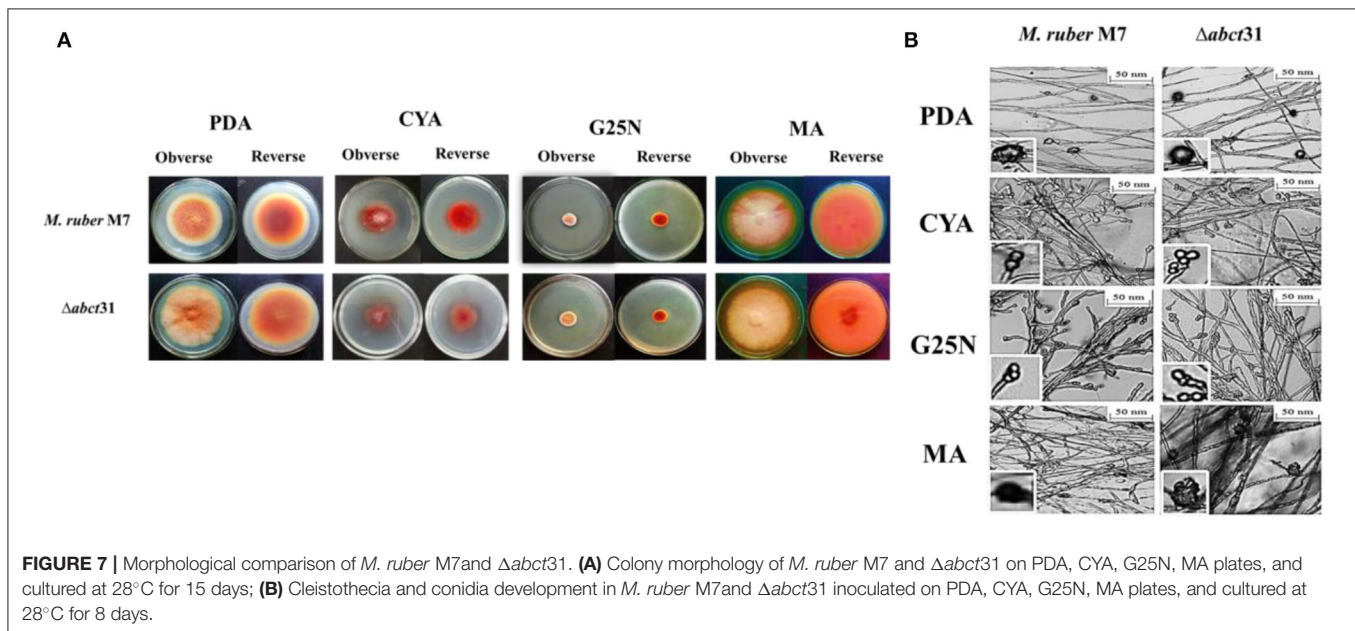 A
PDA CYA G25N MA
Obverse Reverse Obverse Reverse Obverse Reverse Obverse Reverse
M. ruber M7
Δabct31
B
M. ruber M7 Δabct31
PDA
50 nm 50 nm
CYA
50 nm 50 nm
G25N
50 nm 50 nm
MA
50 nm 50 nm
FIGURE 7 | Morphological comparison of M. ruber M7and Δabct31. (A) Colony morphology of M. ruber M7 and Δabct31 on PDA, CYA, G25N, MA plates, and
cultured at 28°C for 15 days; (B) Cleistothecia and conidia development in M. ruber M7and Δabct31 inoculated on PDA, CYA, G25N, MA plates, and cultured at
28°C for 8 days.